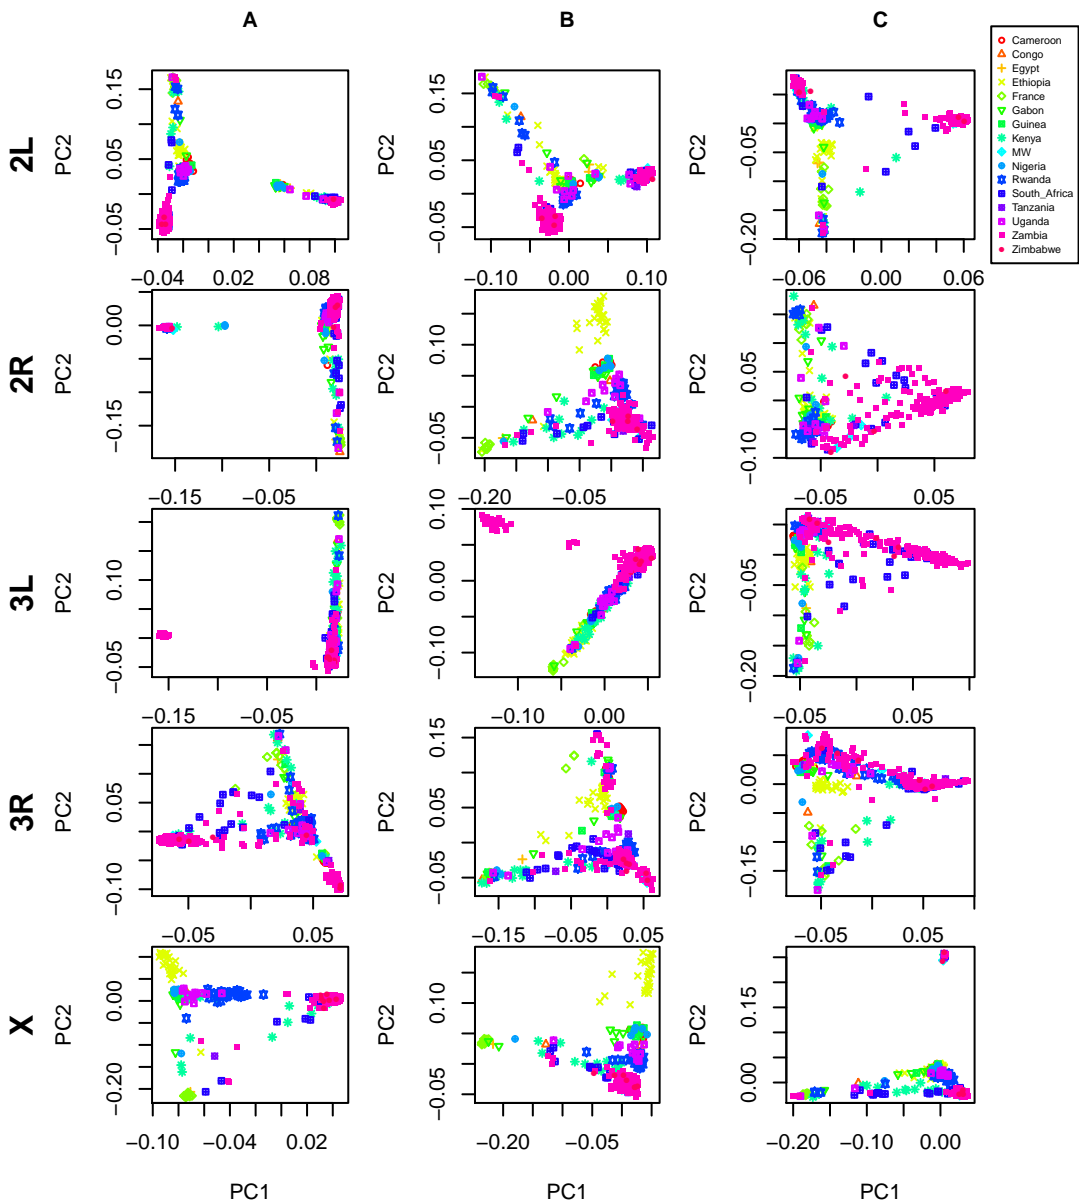 A B C
Cameroon
Congo
Egypt
Ethiopia
France
Gabon
Guinea
Kenya
MW
Nigeria
Rwanda
South_Africa
Tanzania
Uganda
Zambia
Zimbabwe
2L
PC2
0.15
0.05
−0.05
−0.04 0.02 0.08
PC2
0.15
0.05
−0.05
−0.10 0.00 0.10
PC2
−0.05
−0.20
−0.06 0.00 0.06
2R
PC2
0.00
−0.15
−0.15 −0.05
PC2
0.10
−0.05
−0.20 −0.05
PC2
0.05
−0.10
−0.05 0.05
3L
PC2
0.10
−0.05
−0.15 −0.05
PC2
0.10
0.00
−0.10
−0.10 0.00
PC2
−0.05
−0.20
−0.05 0.05
3R
PC2
0.05
−0.10
−0.05 0.05
PC2
0.15
0.05
−0.05
−0.15 −0.05 0.05
PC2
0.00
−0.15
−0.05 0.05
X
PC2
0.00
−0.20
−0.10 −0.04 0.02
PC2
0.10
−0.05
−0.20 −0.05
PC2
0.15
0.00
−0.20 −0.10 0.00
PC1 PC1 PC1